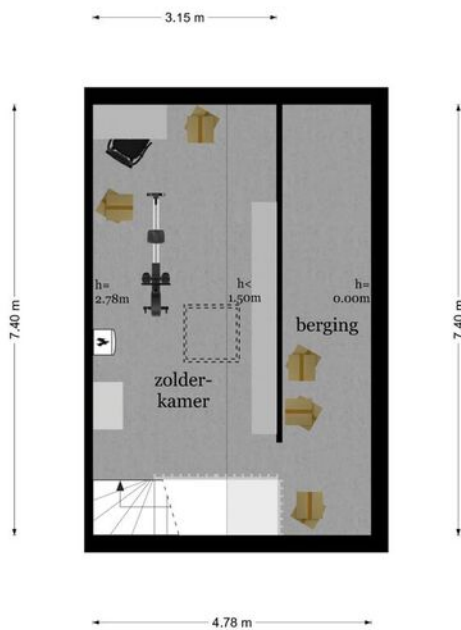 3.15 m
7.40 m
7.40 m
h=
2.78m
h<
1.50m
h=
0.00m
berging
zolder-
kamer
4.78 m